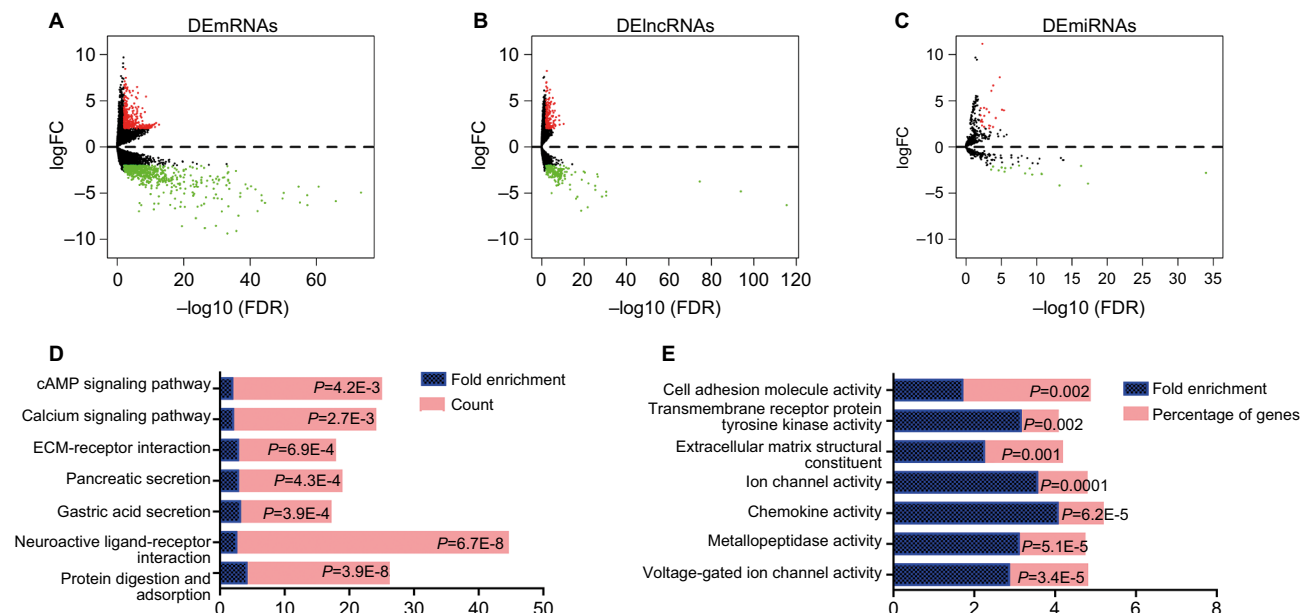 A
DEmRNAs
10
5
0
–5
–10
logFC
0
20
40
60
–log10 (FDR)
B
DElncRNAs
10
5
0
–5
–10
logFC
0
20
40
60
80
100
120
–log10 (FDR)
C
DEmiRNAs
10
5
0
–5
–10
logFC
0
5
10
15
20
25
30
35
–log10 (FDR)
D
cAMP signaling pathway
P=4.2E-3
Calcium signaling pathway
P=2.7E-3
ECM-receptor interaction
P=6.9E-4
Pancreatic secretion
P=4.3E-4
Gastric acid secretion
P=3.9E-4
Neuroactive ligand-receptor
interaction
P=6.7E-8
Protein digestion and
adsorption
P=3.9E-8
0
10
20
30
40
50
Fold enrichment
Count
E
Cell adhesion molecule activity
P=0.002
Transmembrane receptor protein
tyrosine kinase activity
P=0.002
Extracellular matrix structural
constituent
P=0.001
Ion channel activity
P=0.0001
Chemokine activity
P=6.2E-5
Metallopeptidase activity
P=5.1E-5
Voltage-gated ion channel activity
P=3.4E-5
0
2
4
6
8
Fold enrichment
Percentage of genes